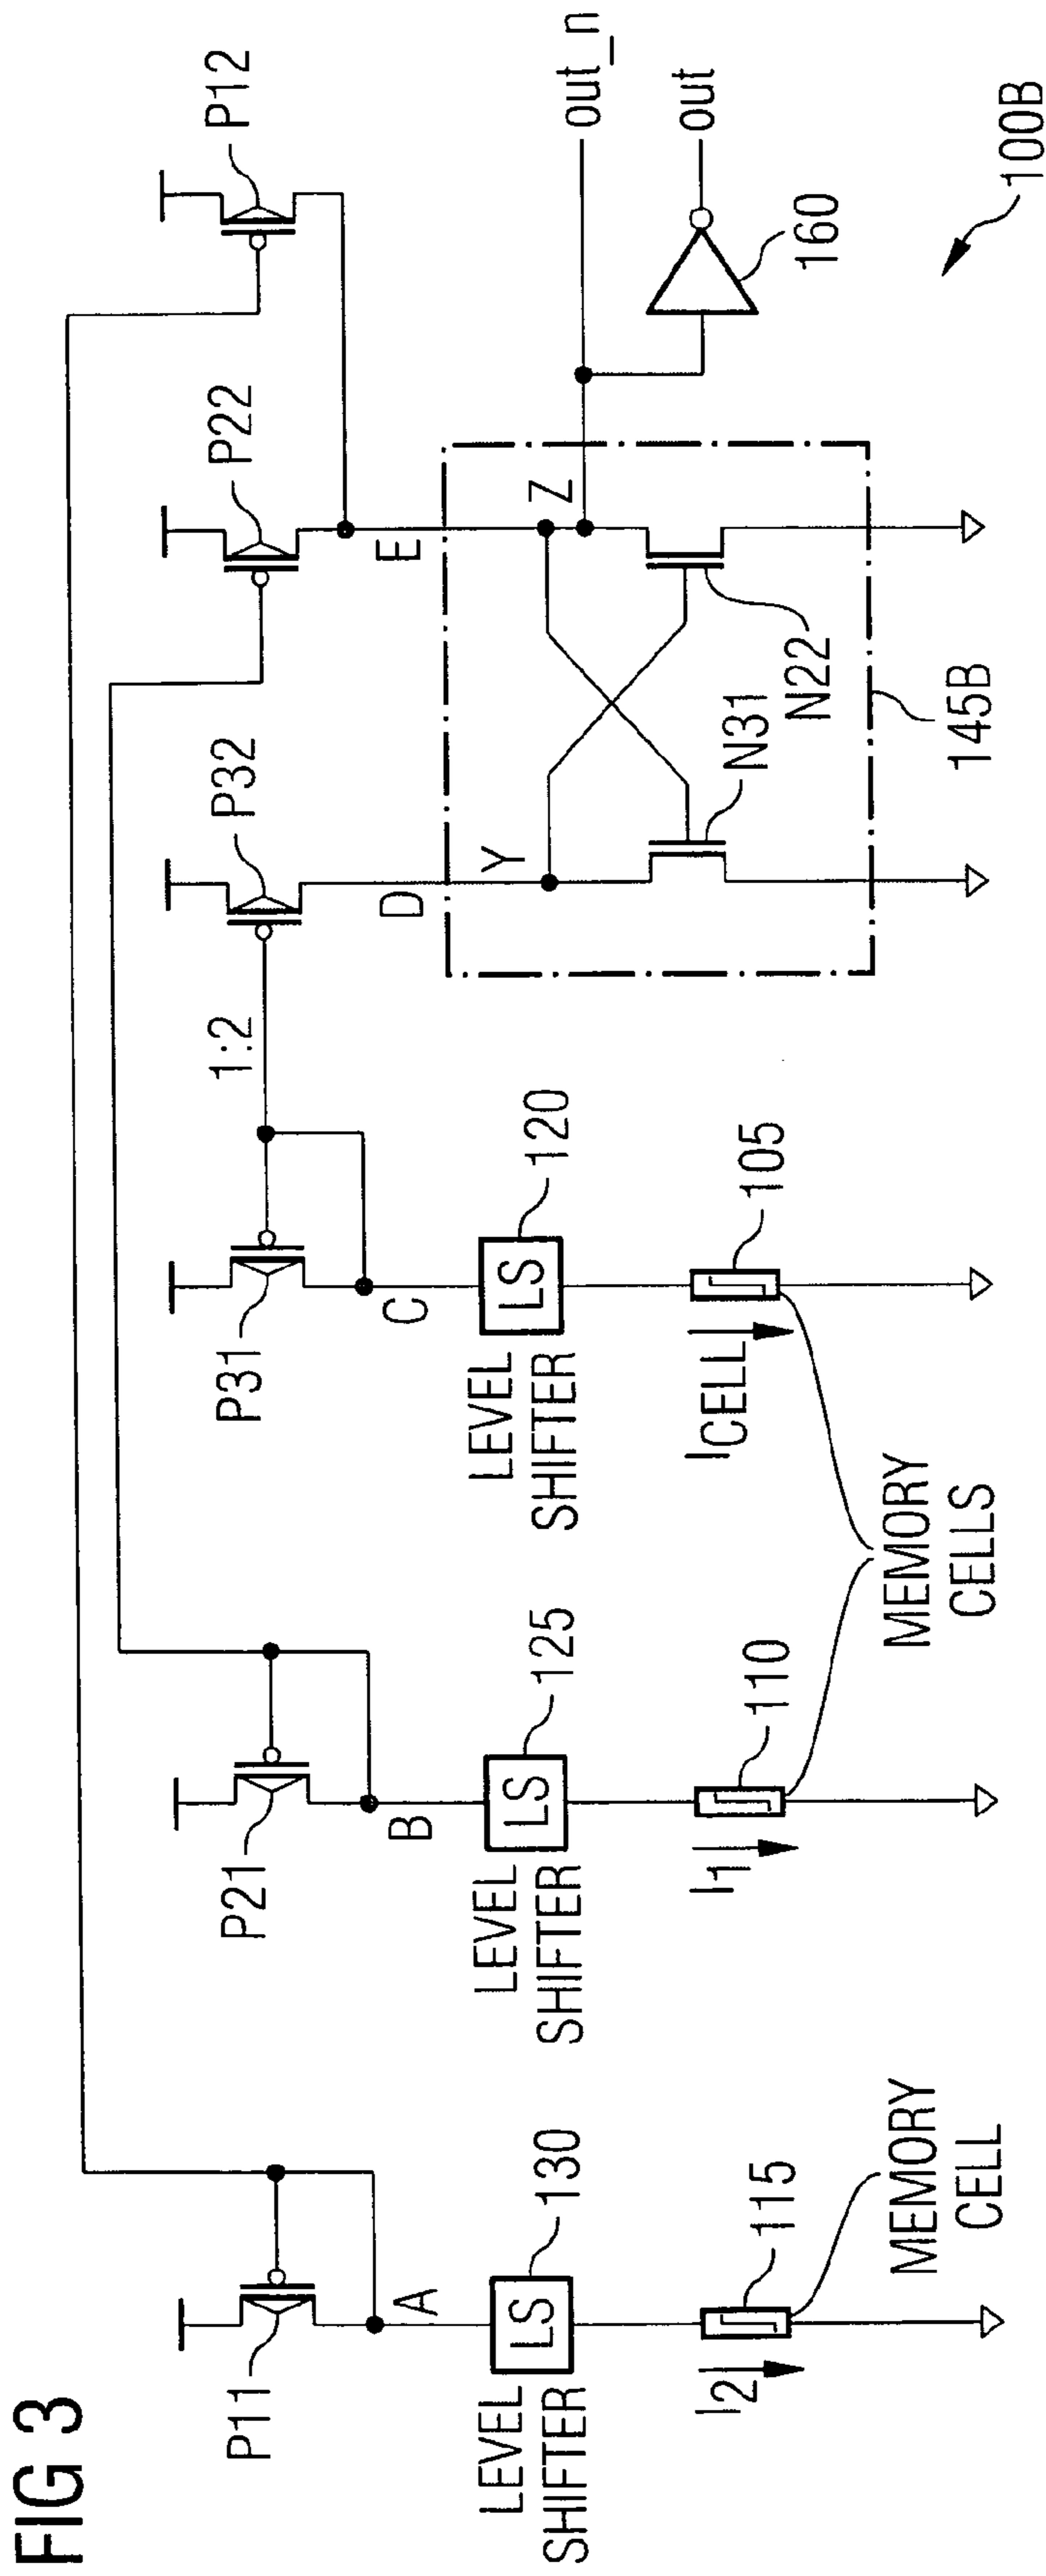 FIG 3
P11
P21
P31
1:2
P32
P22
P12
A
B
C
D
E
LS
LEVEL
SHIFTER
130
LS
LEVEL
SHIFTER
125
LS
LEVEL
SHIFTER
120
Y
Z
out_n
out
160
I2
115
I1
110
ICELL
105
N31
N22
145B
MEMORY
CELL
MEMORY
CELLS
100B